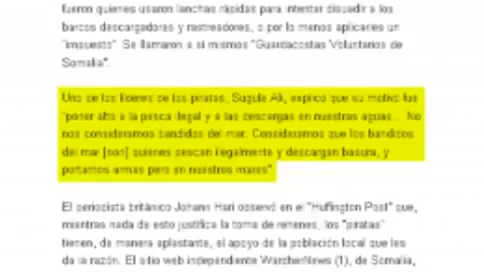 fueron quienes usaron lanchas rápidas para intentar disuadir a los
barcos descargadores y rastreadores, o por lo menos aplicarles un
"impuesto". Se llamaron a sí mismos "Guardacostas Voluntarios de
Somalia".
Uno de los líderes de los piratas, Sugule Ali, explicó que su motivo fue
"poner alto a la pesca ilegal y a las descargas en nuestras aguas... No
nos consideramos bandidos del mar. Consideramos que los bandidos
del mar [son] quienes pescan ilegalmente y descargan basura, y
portamos armas pero en nuestros mares"
El periodista británico Johann Hari observó en el "Huffington Post" que,
mientras nada de esto justifica la toma de rehenes, los "piratas"
tienen, de manera aplastante, el apoyo de la población local que les
da la razón. El sitio web independiente WardherNews (1), de Somalia,